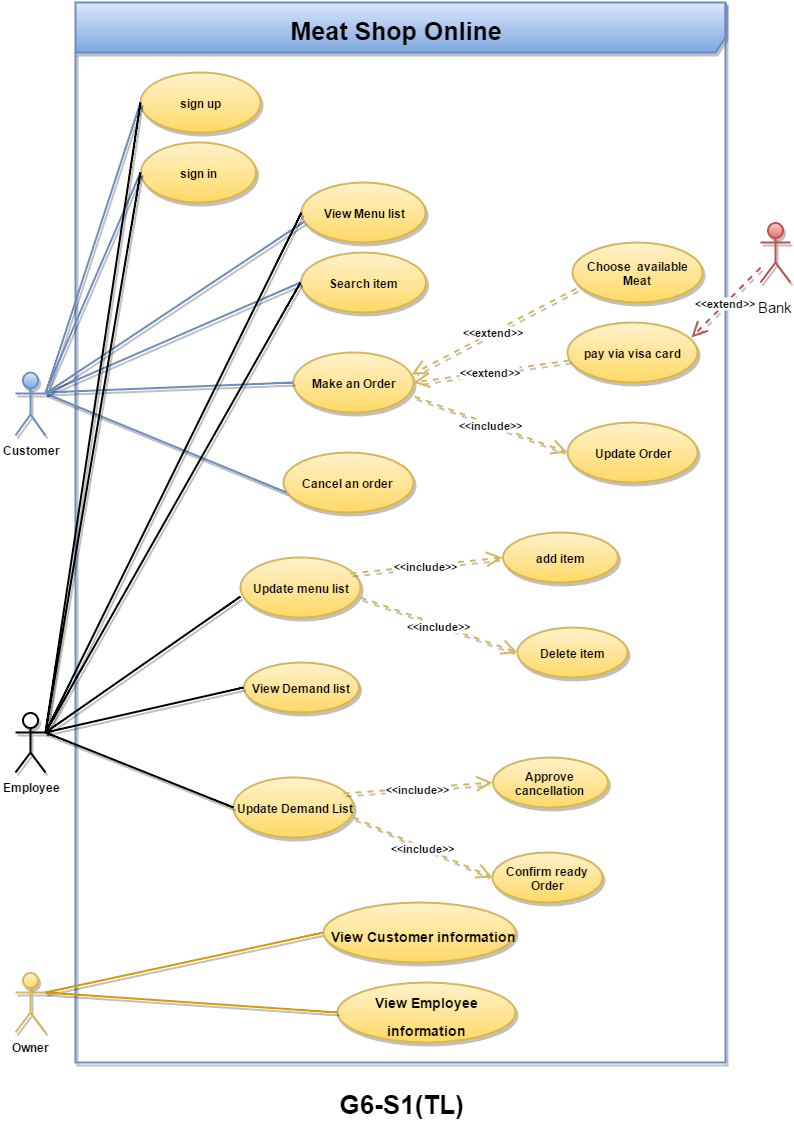 Meat Shop Online
sign up
sign in
View Menu list
Search item
Choose available
Meat
<<extend>>
Bank
<<extend>>
pay via visa card
<<extend>>
Make an Order
Customer
<<include>>
Update Order
Cancel an order
add item
<<include>>
Update menu list
<<include>>
Delete item
View Demand list
Employee
Approve
cancellation
<<include>>
Update Demand List
<<include>>
Confirm ready
Order
View Customer information
View Employee
information
Owner
G6-S1(TL)